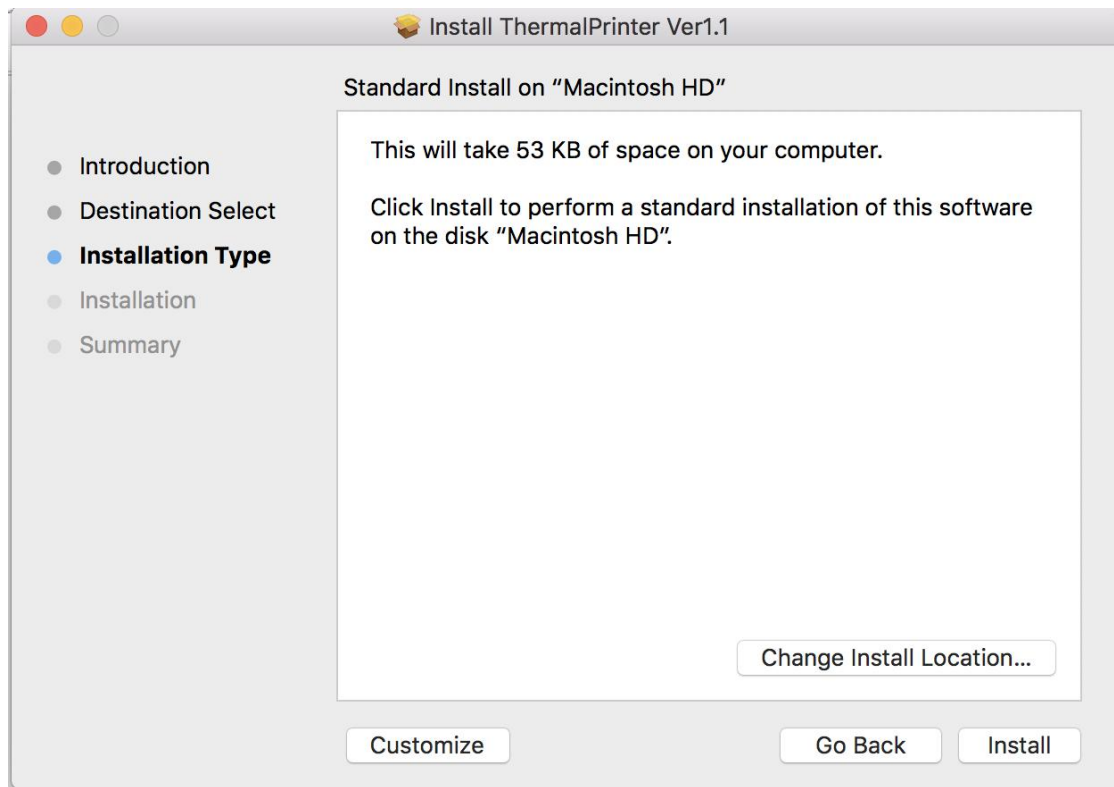 Install ThermalPrinter Ver1.1
Standard Install on “Macintosh HD”
Introduction
Destination Select
Installation Type
Installation
Summary
This will take 53 KB of space on your computer.
Click Install to perform a standard installation of this software
on the disk “Macintosh HD”.
Change Install Location...
Customize
Go Back
Install